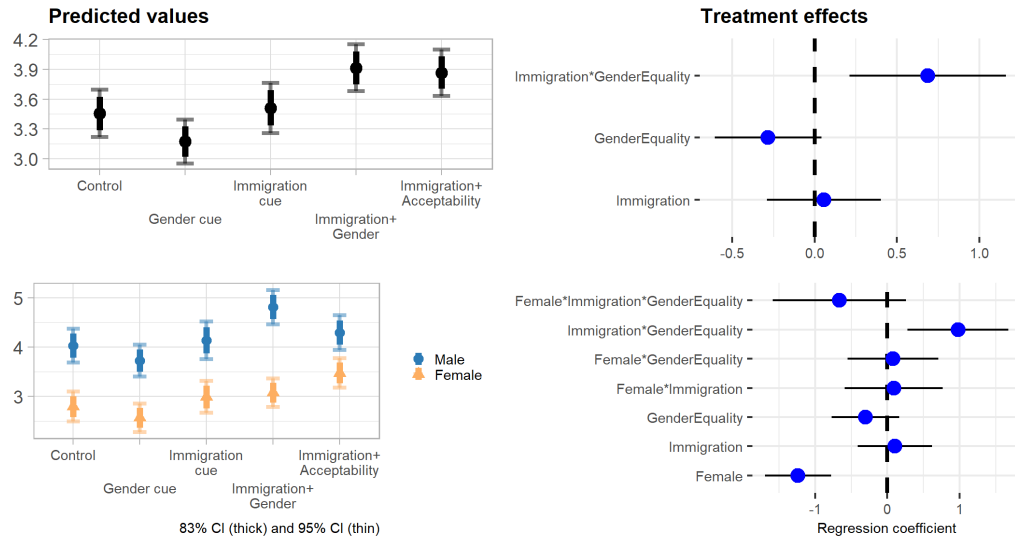 Predicted values
4.2
3.9
3.6
3.3
3.0
Control
Gender cue
Immigration
cue
Immigration+
Gender
Immigration+
Acceptability
Treatment effects
Immigration*GenderEquality
GenderEquality
Immigration
-0.5
0.0
0.5
1.0
5
4
3
Control
Gender cue
Immigration
cue
Immigration+
Gender
Immigration+
Acceptability
83% CI (thick) and 95% CI (thin)
Male
Female
Female*Immigration*GenderEquality
Immigration*GenderEquality
Female*GenderEquality
Female*Immigration
GenderEquality
Immigration
Female
-1
0
1
Regression coefficient